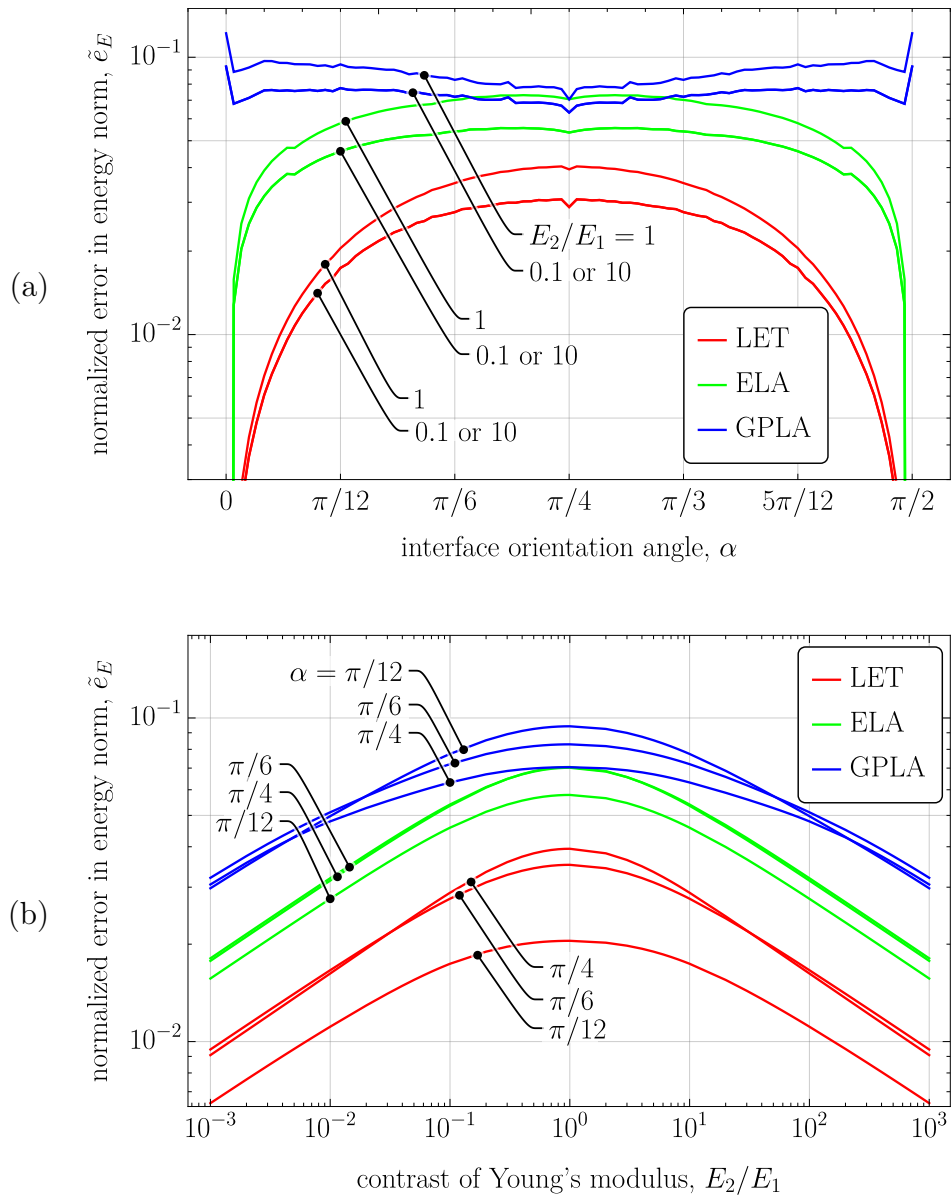 (a)
normalized error in energy norm, ẽ_E
10^{-1}
10^{-2}
E_2/E_1 = 1
0.1 or 10
1
0.1 or 10
1
0.1 or 10
LET
ELA
GPLA
0 π/12 π/6 π/4 π/3 5π/12 π/2
interface orientation angle, α
(b)
normalized error in energy norm, ẽ_E
10^{-1}
10^{-2}
α = π/12
π/6
π/4
π/6
π/4
π/12
π/4
π/6
π/12
LET
ELA
GPLA
10^{-3} 10^{-2} 10^{-1} 10^{0} 10^{1} 10^{2} 10^{3}
contrast of Young's modulus, E_2/E_1